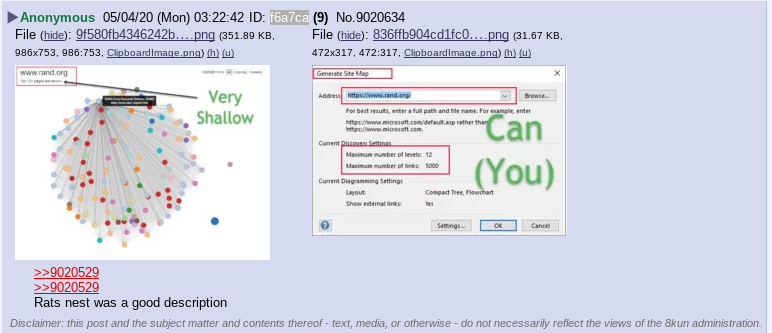 Anonymous 05/04/20 (Mon) 03:22:42 ID: f6a7ca (9) No.9020634
File (hide): 9f580fb4346242b….png (351.89 KB, 986x753, 986:753, ClipboardImage.png) (h) (u)
www.rand.org
Top 107 pages are shown
Very
Shallow
File (hide): 836ffb904cd1fc0….png (31.67 KB, 472x317, 472:317, ClipboardImage.png) (h) (u)
Generate Site Map
Address: https://www.rand.org/ Browse...
For best results, enter a full path and file name. For example, enter
https://www.microsoft.com/default.asp rather than
https://www.microsoft.com.
Can
(You)
Current Discovery Settings
Maximum number of levels: 12
Maximum number of links: 5000
Current Diagramming Settings
Layout: Compact Tree, Flowchart
Show external links: Yes
? Settings... OK Cancel
>>9020529
>>9020529
Rats nest was a good description
Disclaimer: this post and the subject matter and contents thereof - text, media, or otherwise - do not necessarily reflect the views of the 8kun administration.